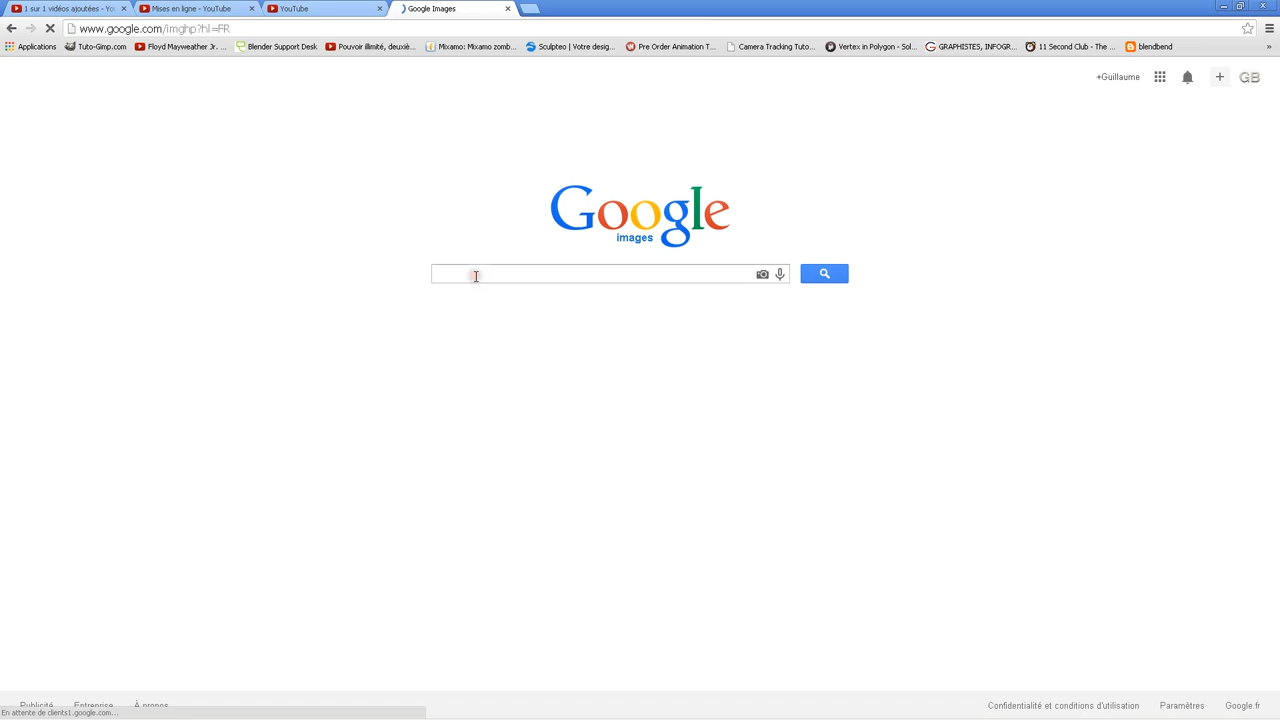 1 sur 1 vidéos ajoutées - Yo
Mises en ligne - YouTube
YouTube
Google Images
www.google.com/imghp?hl=FR
Applications
Tuto-Gimp.com
Floyd Mayweather Jr. ...
Blender Support Desk
Pouvoir illimité, deuxiè...
Mixamo: Mixamo zomb...
Sculpteo | Votre desig...
Pre Order Animation T...
Camera Tracking Tuto...
Vertex in Polygon - Sol...
GRAPHISTES, INFOGR...
11 Second Club - The ...
blendbend
»
+Guillaume
GB
Google
images
Publicité
Entreprise
À propos
Confidentialité et conditions d'utilisation
Paramètres
Google.fr
En attente de clients1.google.com...